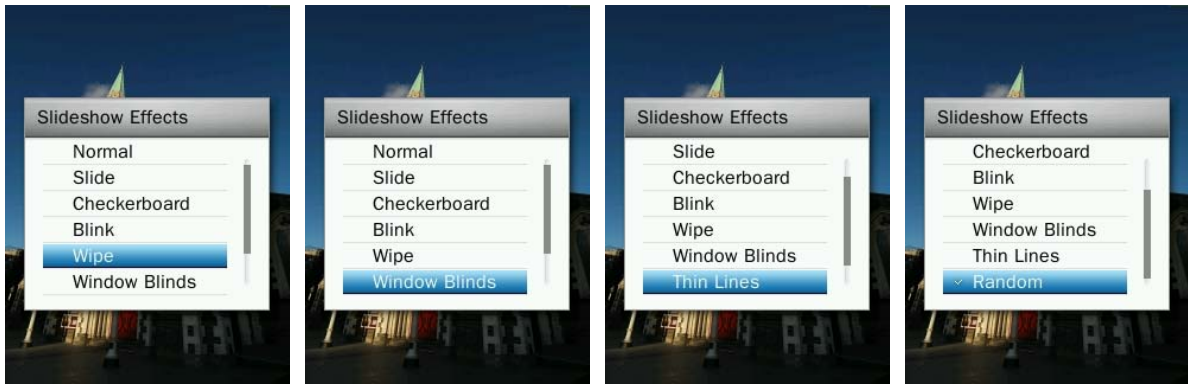 Slideshow Effects
Normal
Slide
Checkerboard
Blink
Wipe
Window Blinds
Slideshow Effects
Normal
Slide
Checkerboard
Blink
Wipe
Window Blinds
Slideshow Effects
Slide
Checkerboard
Blink
Wipe
Window Blinds
Thin Lines
Slideshow Effects
Checkerboard
Blink
Wipe
Window Blinds
Thin Lines
Random